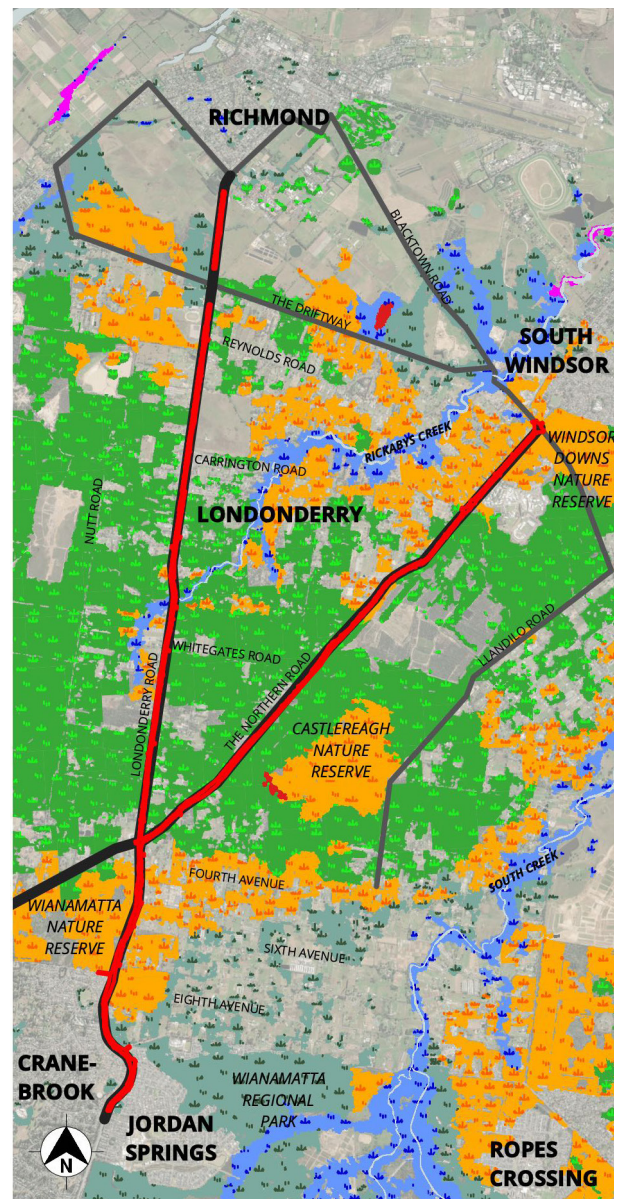 RICHMOND
BLACKTOWN ROAD
THE DRIFTWAY
REYNOLDS ROAD
SOUTH
WINDSOR
RICKABYS CREEK
WINDSOR
DOWNS
NATURE
RESERVE
CARRINGTON ROAD
NUTT ROAD
LONDONDERRY
LLANDILO ROAD
WHITEGATES ROAD
LONDONDERRY ROAD
THE NORTHERN ROAD
CASTLEREAGH
NATURE
RESERVE
FOURTH AVENUE
SOUTH CREEK
WIANAMATTA
NATURE
RESERVE
SIXTH AVENUE
EIGHTH AVENUE
CRANE-
BROOK
WIANAMATTA
REGIONAL
PARK
JORDAN
SPRINGS
ROPES
CROSSING
N